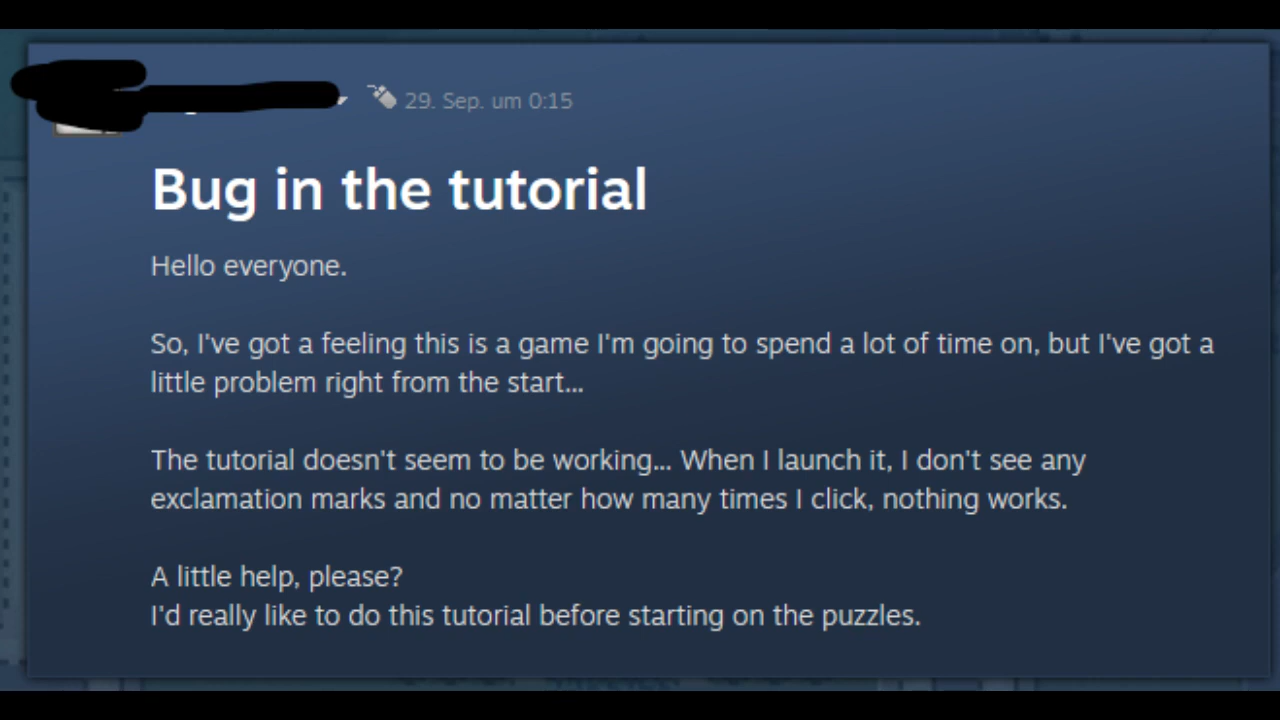 29. Sep. um 0:15
Bug in the tutorial
Hello everyone.
So, I've got a feeling this is a game I'm going to spend a lot of time on, but I've got a
little problem right from the start...
The tutorial doesn't seem to be working... When I launch it, I don't see any
exclamation marks and no matter how many times I click, nothing works.
A little help, please?
I'd really like to do this tutorial before starting on the puzzles.